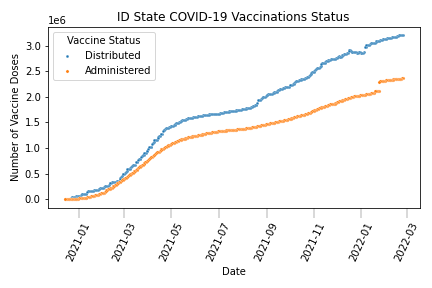 ID State COVID-19 Vaccinations Status
1e6
Vaccine Status
Distributed
Administered
Number of Vaccine Doses
3.0
2.5
2.0
1.5
1.0
0.5
0.0
2021-01
2021-03
2021-05
2021-07
2021-09
2021-11
2022-01
2022-03
Date